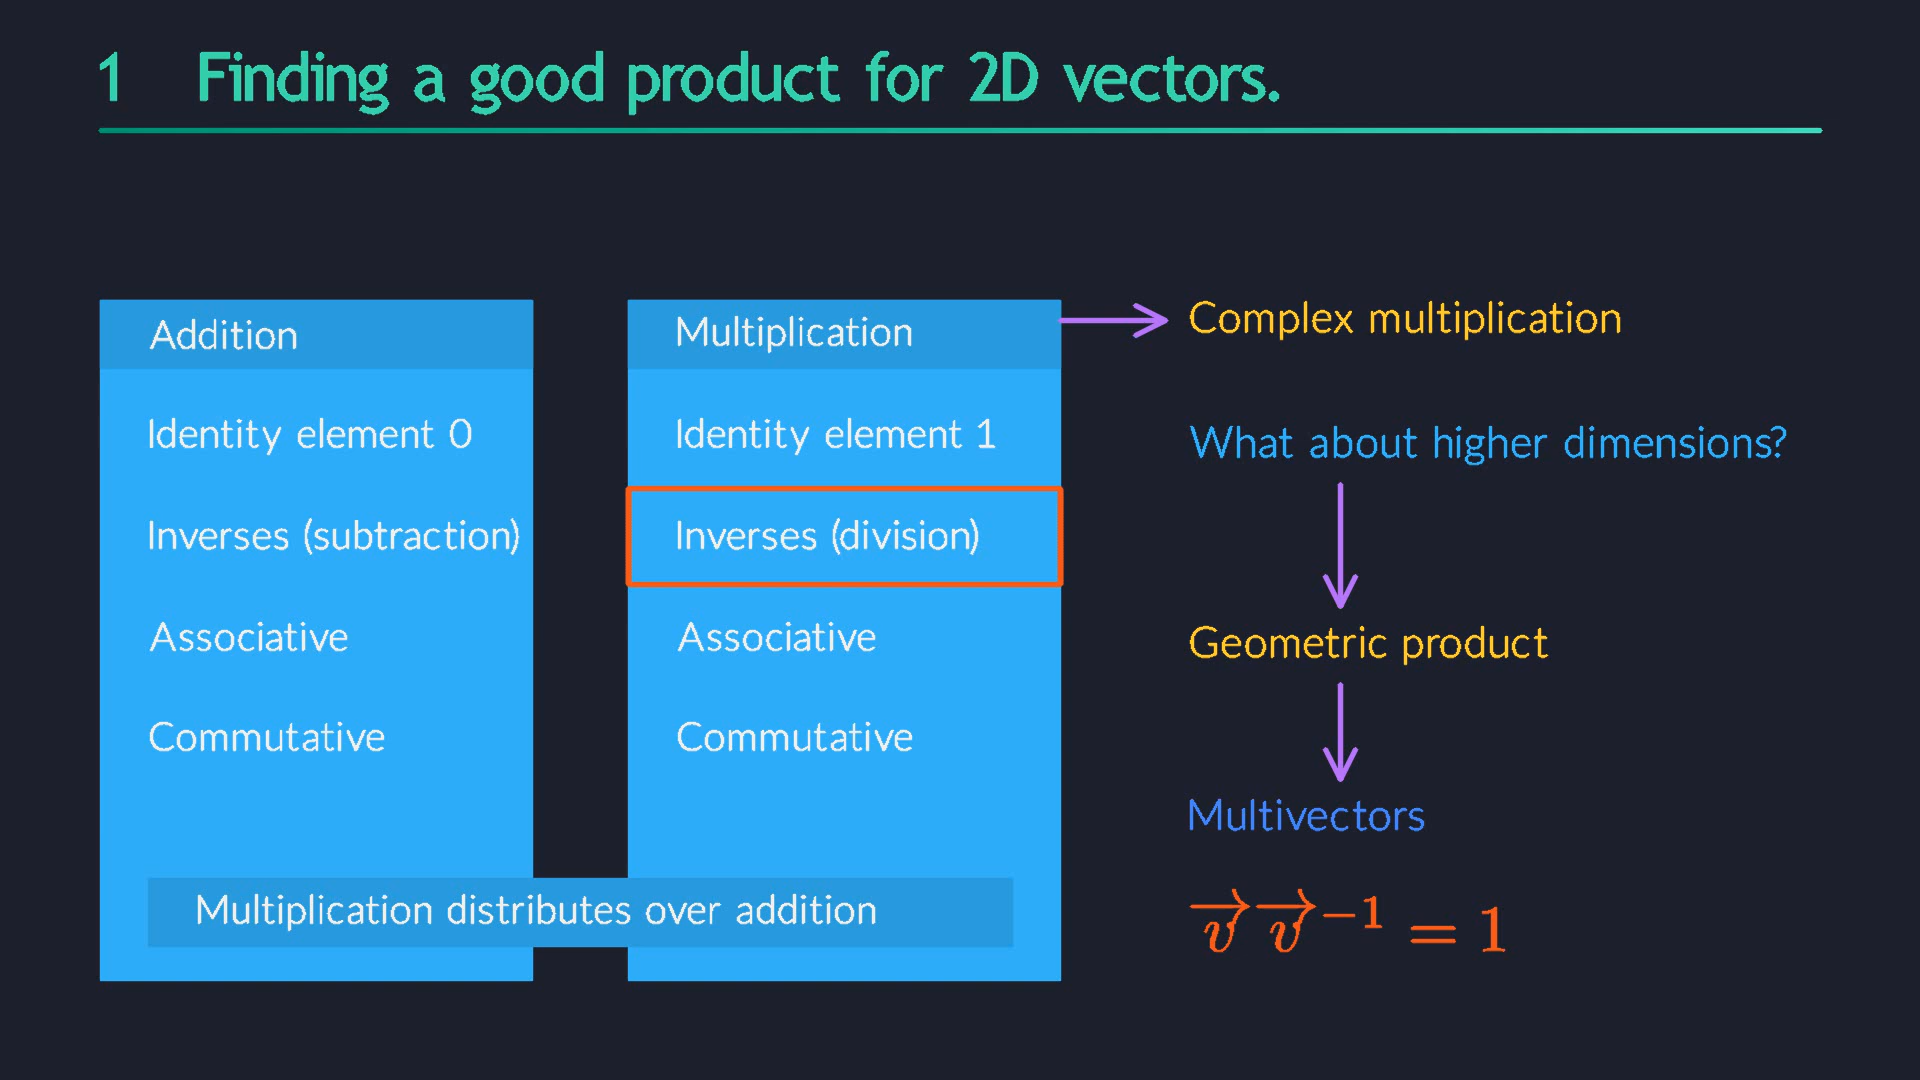 1 Finding a good product for 2D vectors.
Addition
Identity element 0
Inverses (subtraction)
Associative
Commutative
Multiplication
Identity element 1
Inverses (division)
Associative
Commutative
Multiplication distributes over addition
Complex multiplication
What about higher dimensions?
Geometric product
Multivectors
$\overrightarrow{v}\overrightarrow{v}^{-1} = 1$